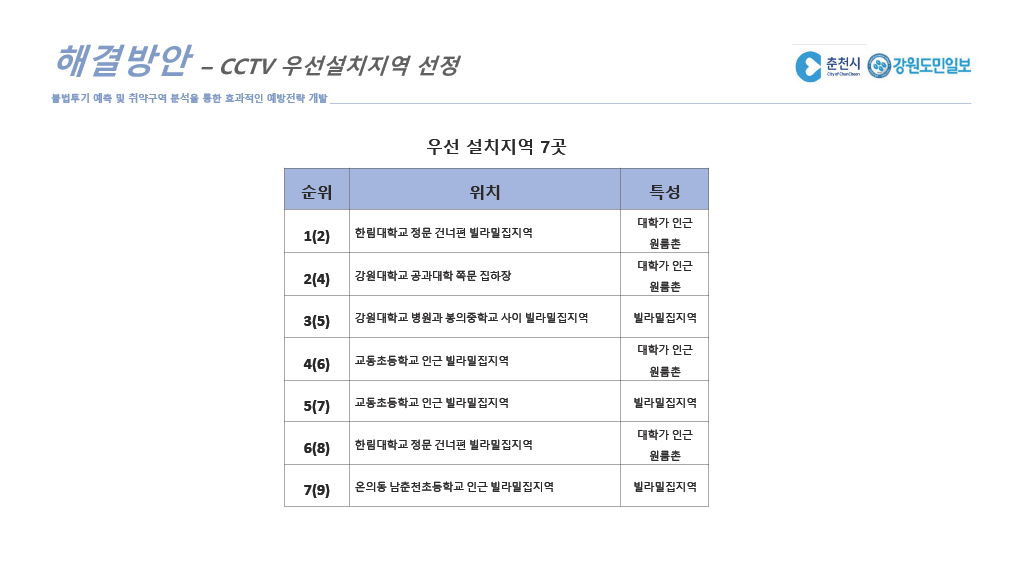 해결방안 – CCTV 우선설치지역 선정
춘천시
City of ChunCheon
강원도민일보
불법투기 예측 및 취약구역 분석을 통한 효과적인 예방전략 개발
우선 설치지역 7곳
순위 위치 특성
1(2) 한림대학교 정문 건너편 빌라밀집지역 대학가 인근
원룸촌
2(4) 강원대학교 공과대학 쪽문 집하장 대학가 인근
원룸촌
3(5) 강원대학교 병원과 봉의중학교 사이 빌라밀집지역 빌라밀집지역
4(6) 교동초등학교 인근 빌라밀집지역 대학가 인근
원룸촌
5(7) 교동초등학교 인근 빌라밀집지역 빌라밀집지역
6(8) 한림대학교 정문 건너편 빌라밀집지역 대학가 인근
원룸촌
7(9) 온의동 남춘천초등학교 인근 빌라밀집지역 빌라밀집지역